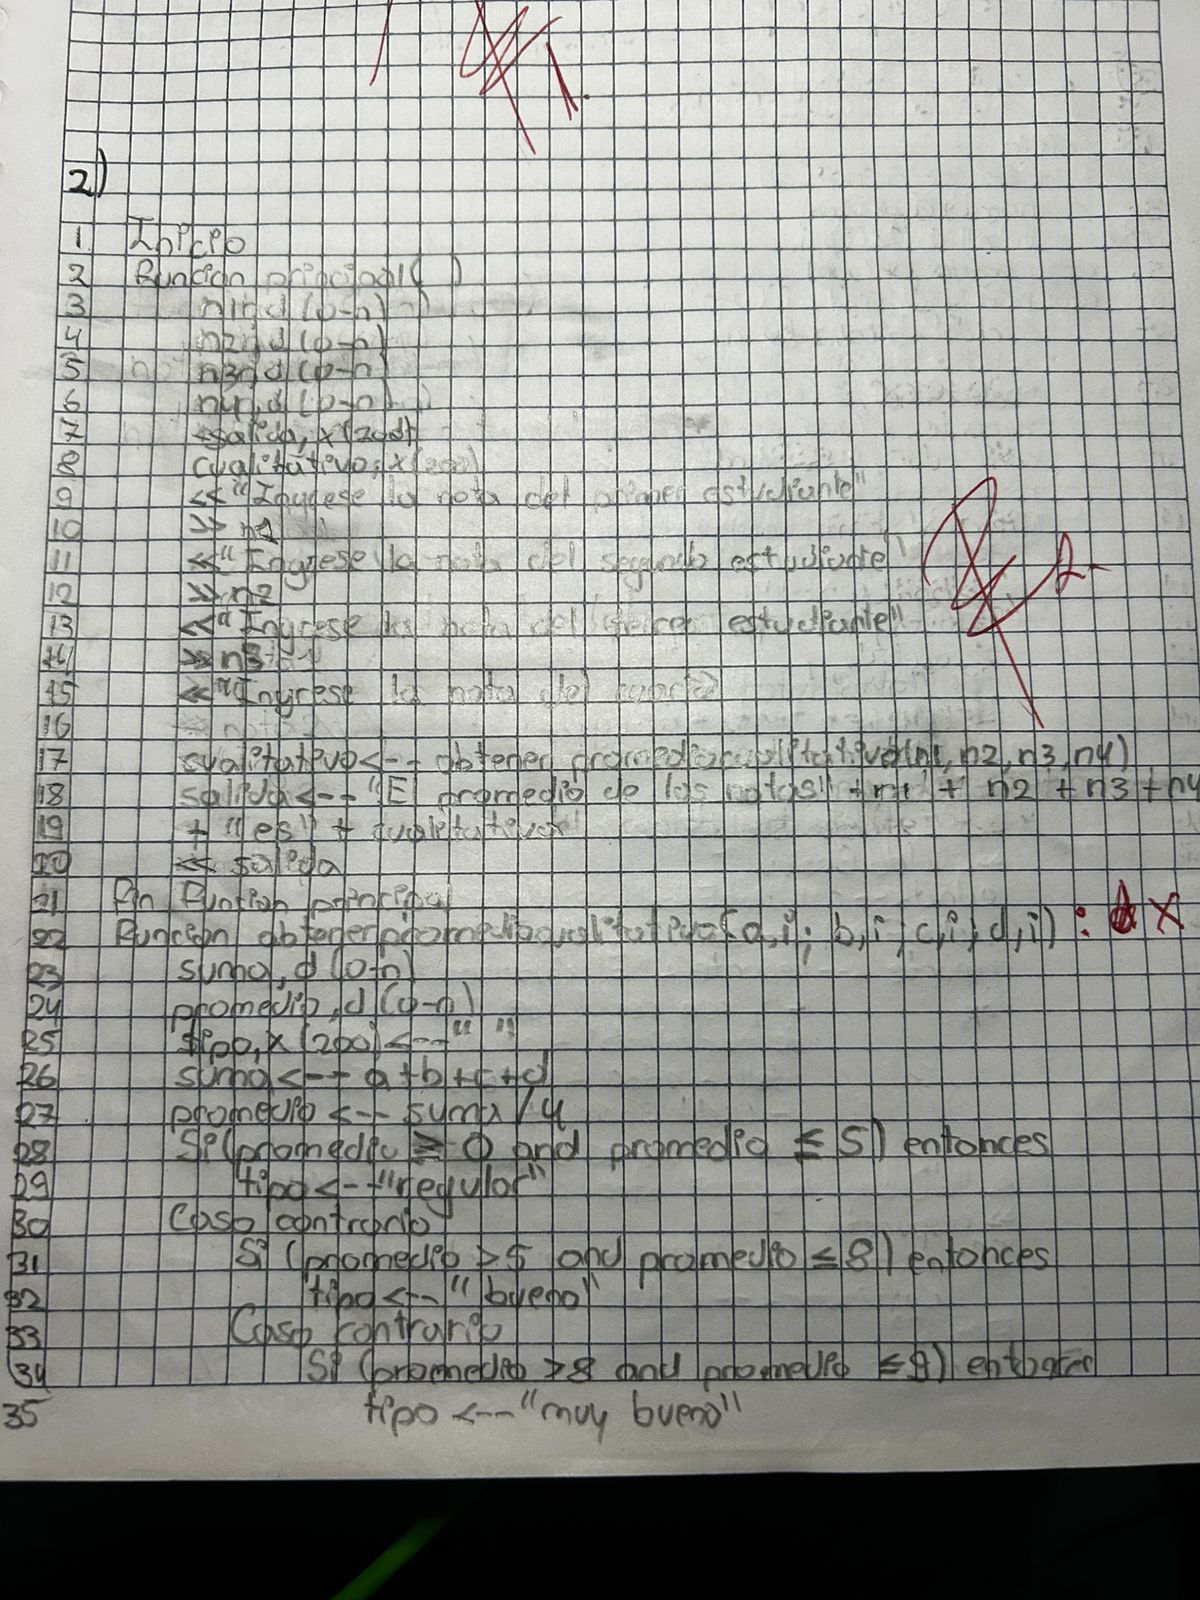 2)
1 Inicio
2 Funcion principal( )
3 n1,d(0-n)
4 n2,d(0-n)
5 n3,d(0-n)
6 n4,d(0-n)
7 salida, x(200)
8 cualitativo, x(200)
9 << "Ingrese la nota del primer estudiante"
10 >> n1
11 << "Ingrese la nota del segundo estudiante"
12 >> n2
13 << "Ingrese la nota del tercer estudiante"
14 >> n3
15 << "Ingrese la nota del cuarto
16
17 cualitativo <-- obtener promediocualitativo(n1, n2, n3, n4)
18 salida <-- "El promedio de las notas" + n1 + n2 + n3 + n4
19 + "es" + cualitativo
20 << salida
21 Fin Funcion principal
22 Funcion obtenerpromediocualitativo(a,i; b,i; c,i; d,i) : X
23 suma,d(0-n)
24 promedio,d(0-n)
25 tipo,x(200) <-- " "
26 suma <-- a+b+c+d
27 promedio <-- suma/4
28 Si(promedio ≥ 0 and promedio ≤ 5) entonces
29 tipo <-- "regular"
30 Caso contrario
31 Si (promedio >5 and promedio ≤ 8) entonces
32 tipo <-- "bueno"
33 Caso contrario
34 Si (promedio >8 and promedio ≤9) entonces
35 tipo <-- "muy bueno"